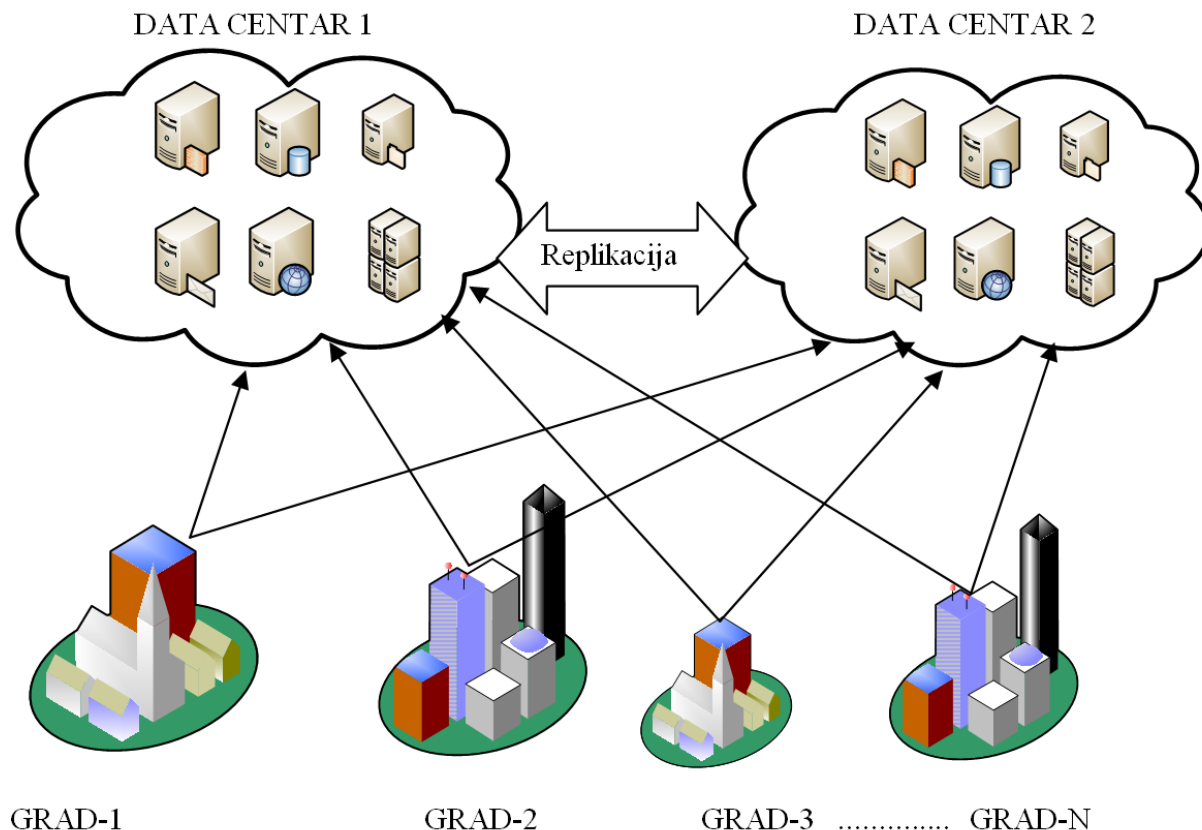 DATA CENTAR 1
DATA CENTAR 2
Replikacija
GRAD-1
GRAD-2
GRAD-3 ............. GRAD-N